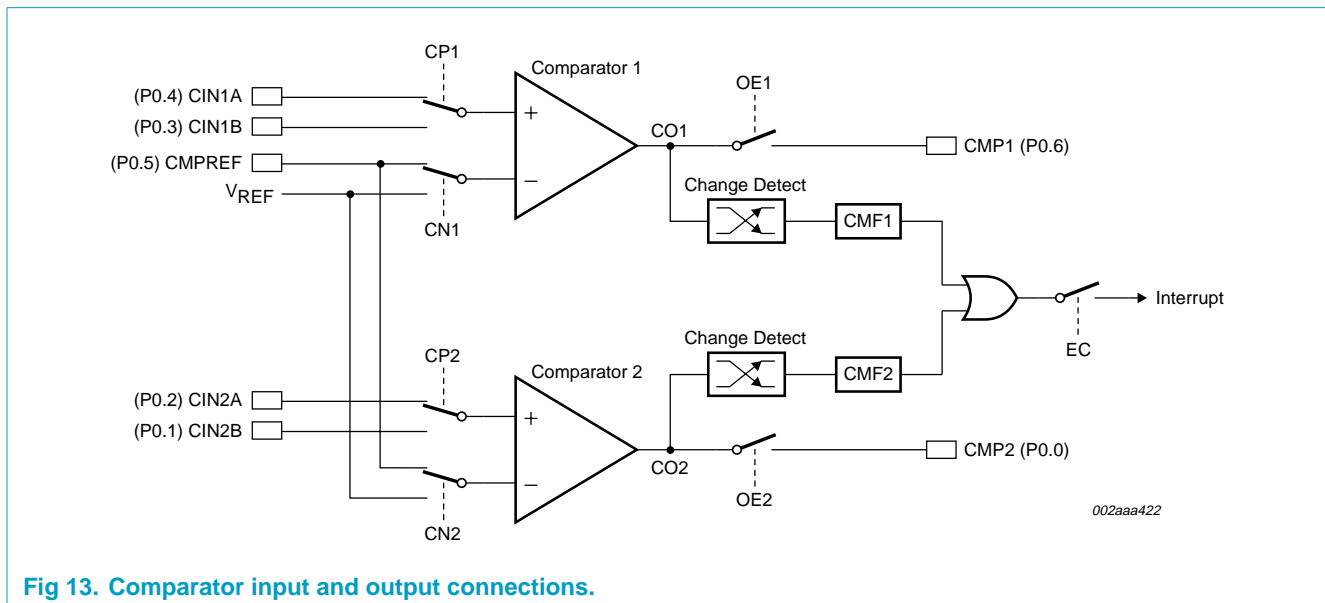 CP1
Comparator 1
OE1
(P0.4) CIN1A
(P0.3) CIN1B
(P0.5) CMPREF
VREF
+
−
CO1
CMP1 (P0.6)
Change Detect
CN1
CMF1
Interrupt
EC
CP2
Comparator 2
Change Detect
CMF2
(P0.2) CIN2A
(P0.1) CIN2B
+
−
CO2
CMP2 (P0.0)
OE2
CN2
002aaa422
Fig 13. Comparator input and output connections.